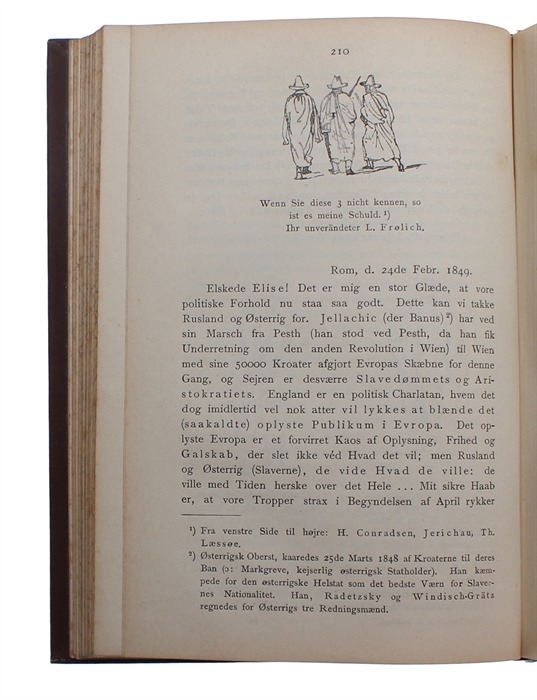 210
Wenn Sie diese 3 nicht kennen, so
ist es meine Schuld. ¹)
Ihr unverändeter L. Frølich.
Rom, d. 24de Febr. 1849.
Elskede Elise! Det er mig en stor Glæde, at vore
politiske Forhold nu staa saa godt. Dette kan vi takke
Rusland og Østerrig for. Jellachic (der Banus) ²) har ved
sin Marsch fra Pesth (han stod ved Pesth, da han fik
Underretning om den anden Revolution i Wien) til Wien
med sine 50000 Kroater afgjort Evropas Skæbne for denne
Gang, og Sejren er desværre Slavedømmets og Ari-
stokratiets. England er en politisk Charlatan, hvem det
dog imidlertid vel nok atter vil lykkes at blænde det
(saakaldte) oplyste Publikum i Evropa. Det op-
lyste Evropa er et forvirret Kaos af Oplysning, Frihed og
Galskab, der slet ikke véd Hvad det vil; men Rusland
og Østerrig (Slaverne), de vide Hvad de ville: de
ville med Tiden herske over det Hele ... Mit sikre Haab
er, at vore Tropper strax i Begyndelsen af April rykker
¹) Fra venstre Side til højre: H. Conradsen, Jerichau, Th.
Læssøe.
²) Østerrigsk Oberst, kaaredes 25de Marts 1848 af Kroaterne til deres
Ban (ɔ: Markgreve, kejserlig østerrigsk Statholder). Han kæm-
pede for den østerrigske Helstat som det bedste Værn for Slaver-
nes Nationalitet. Han, Radetzsky og Windisch-Grätz
regnedes for Østerrigs tre Redningsmænd.